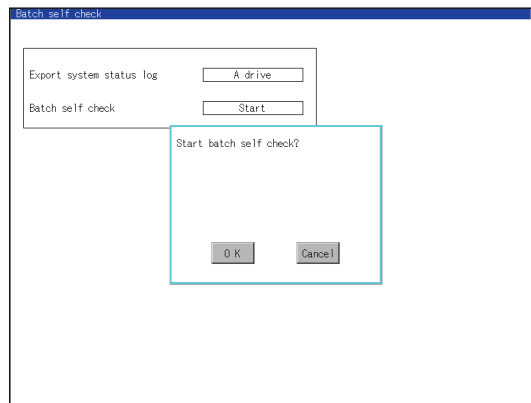 Batch self check
Export system status log A drive
Batch self check Start
Start batch self check?
OK Cancel